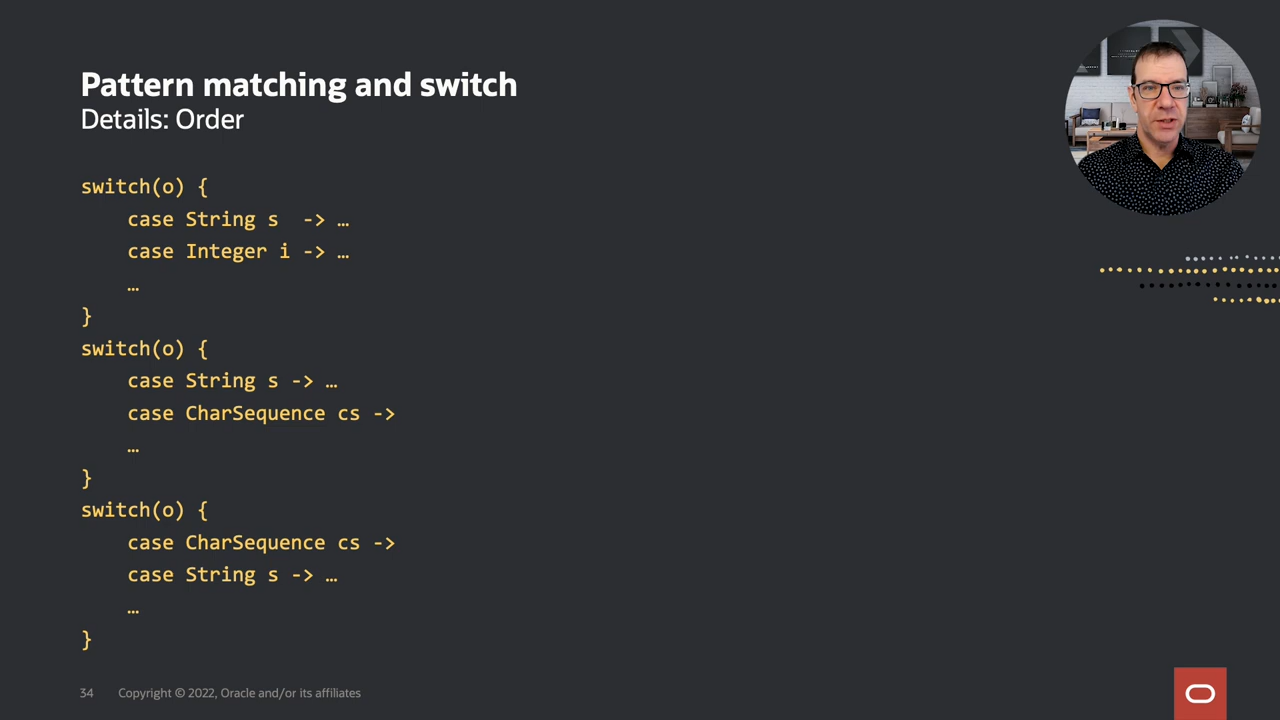 Pattern matching and switch
Details: Order
switch(o) {
    case String s  -> …
    case Integer i -> …
    …
}
switch(o) {
    case String s -> …
    case CharSequence cs ->
    …
}
switch(o) {
    case CharSequence cs ->
    case String s -> …
    …
}
34 Copyright © 2022, Oracle and/or its affiliates